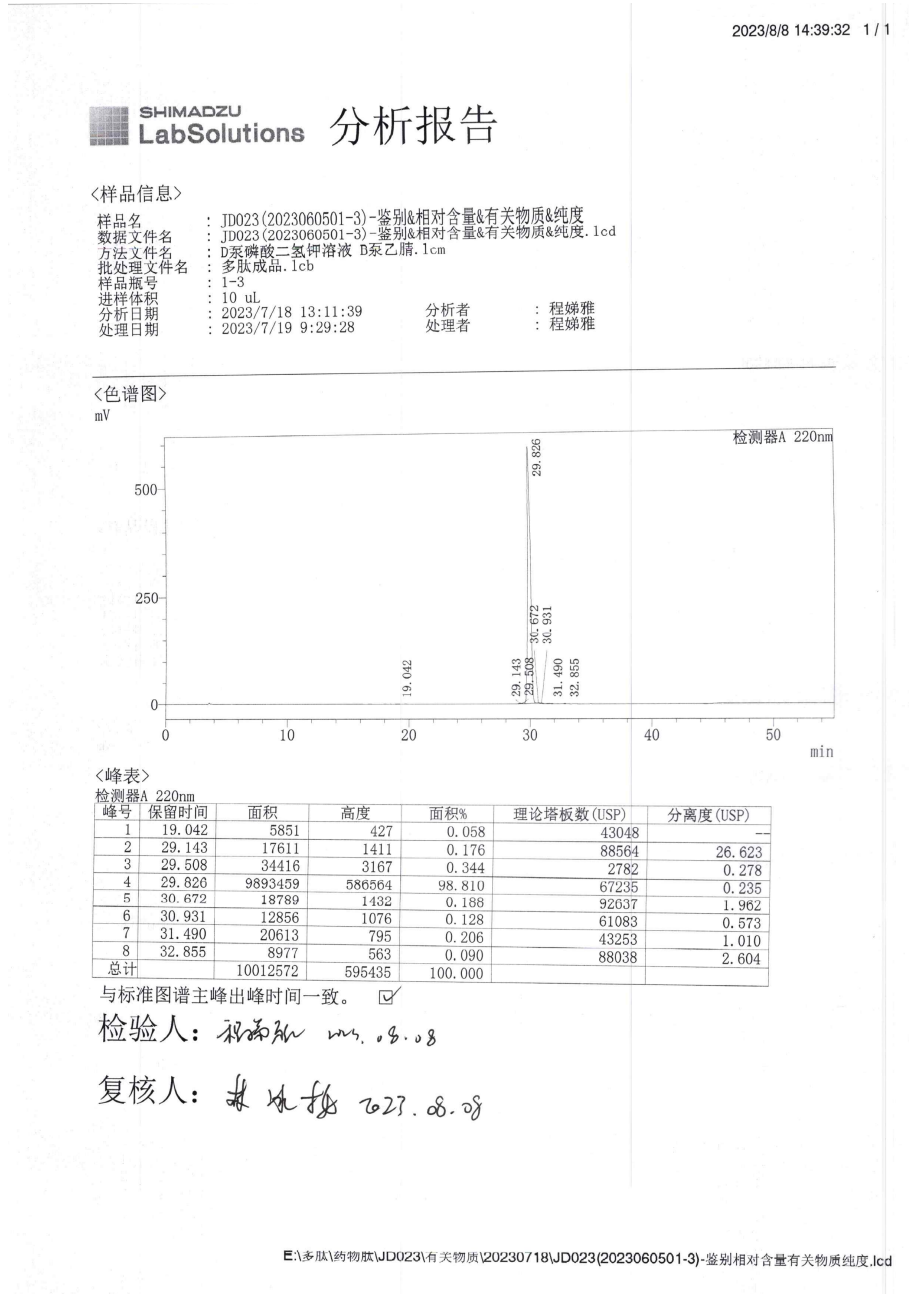 2023/8/8 14:39:32 1 / 1
SHIMADZU
LabSolutions 分析报告
<样品信息>
样品名 : JD023(2023060501-3)-鉴别&相对含量&有关物质&纯度
数据文件名 : JD023(2023060501-3)-鉴别&相对含量&有关物质&纯度.lcd
方法文件名 : D泵磷酸二氢钾溶液 B泵乙腈.lcm
批处理文件名 : 多肽成品.lcb
样品瓶号 : 1-3
进样体积 : 10 uL
分析日期 : 2023/7/18 13:11:39 分析者 : 程娣雅
处理日期 : 2023/7/19 9:29:28 处理者 : 程娣雅
<色谱图>
mV
检测器A 220nm
29.826
500
250
30.672
30.931
19.042
29.143
29.508
31.490
32.855
0
0 10 20 30 40 50
min
<峰表>
检测器A 220nm
峰号 保留时间 面积 高度 面积% 理论塔板数(USP) 分离度(USP)
1 19.042 5851 427 0.058 43048 --
2 29.143 17611 1411 0.176 88564 26.623
3 29.508 34416 3167 0.344 2782 0.278
4 29.826 9893459 586564 98.810 67235 0.235
5 30.672 18789 1432 0.188 92637 1.962
6 30.931 12856 1076 0.128 61083 0.573
7 31.490 20613 795 0.206 43253 1.010
8 32.855 8977 563 0.090 88038 2.604
总计 10012572 595435 100.000
与标准图谱主峰出峰时间一致。 ☑
检验人： 2023.08.08
复核人： 2023.08.08
E:\多肽\药物肽\JD023\有关物质\20230718\JD023(2023060501-3)-鉴别相对含量有关物质纯度.lcd